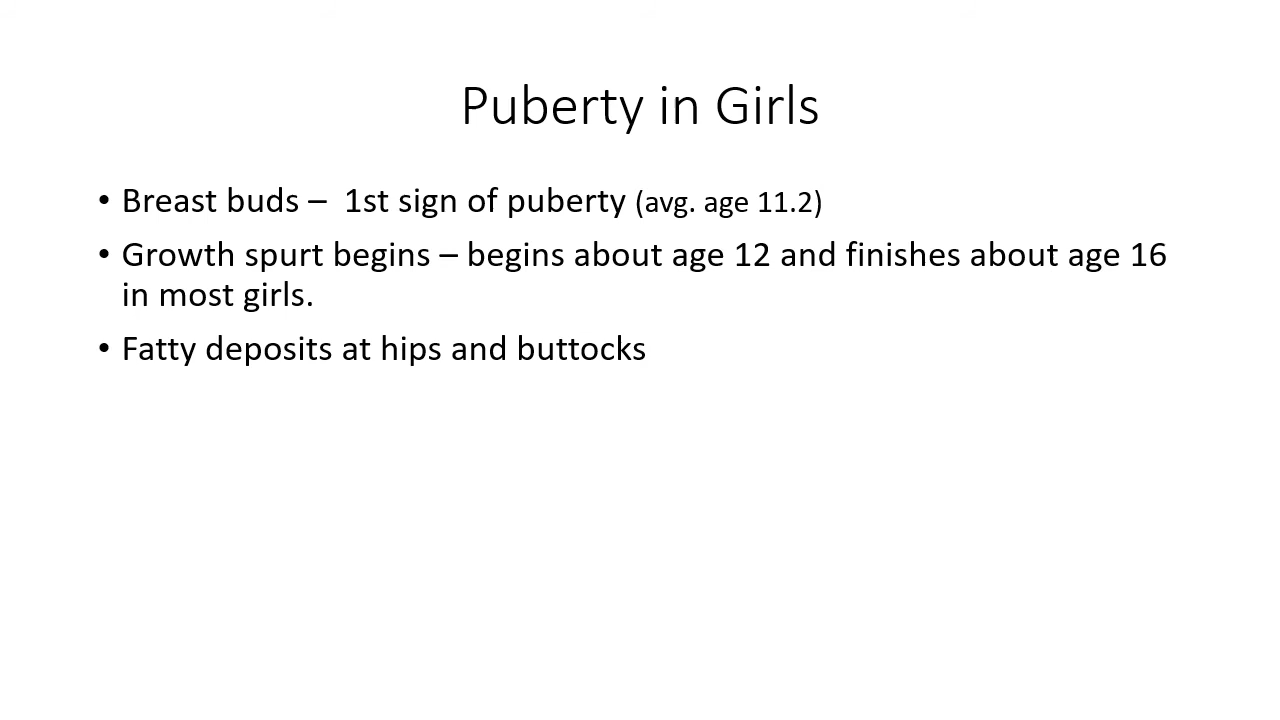 Puberty in Girls
• Breast buds –  1st sign of puberty (avg. age 11.2)
• Growth spurt begins – begins about age 12 and finishes about age 16
in most girls.
• Fatty deposits at hips and buttocks